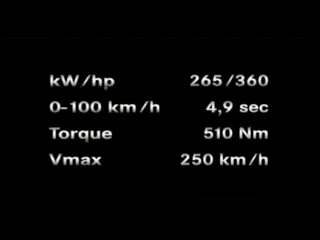 kW/hp 265/360
0-100 km/h 4,9 sec
Torque 510 Nm
Vmax 250 km/h